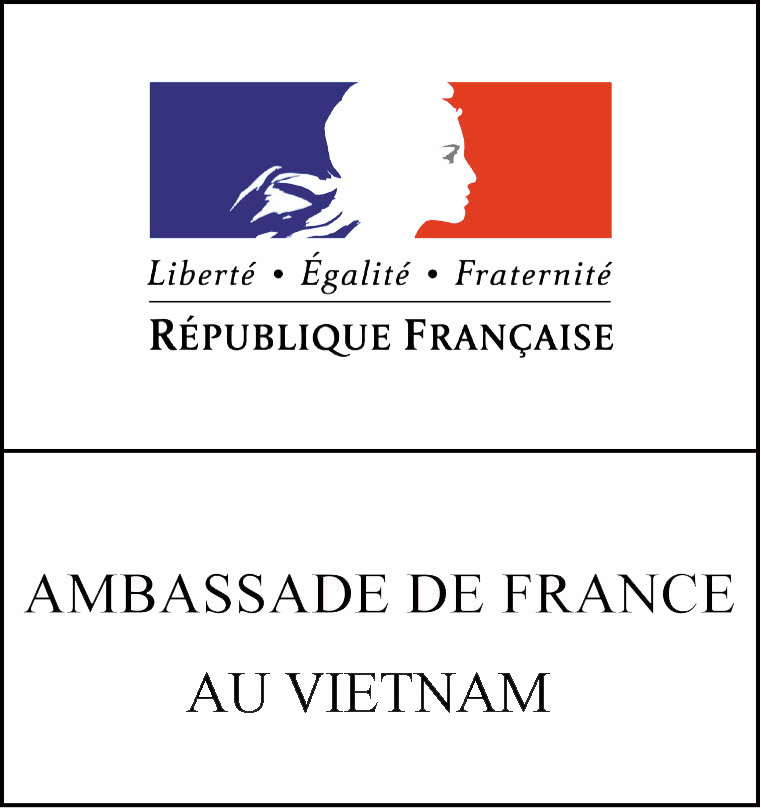 Liberté • Égalité • Fraternité
RÉPUBLIQUE FRANÇAISE
AMBASSADE DE FRANCE
AU VIETNAM